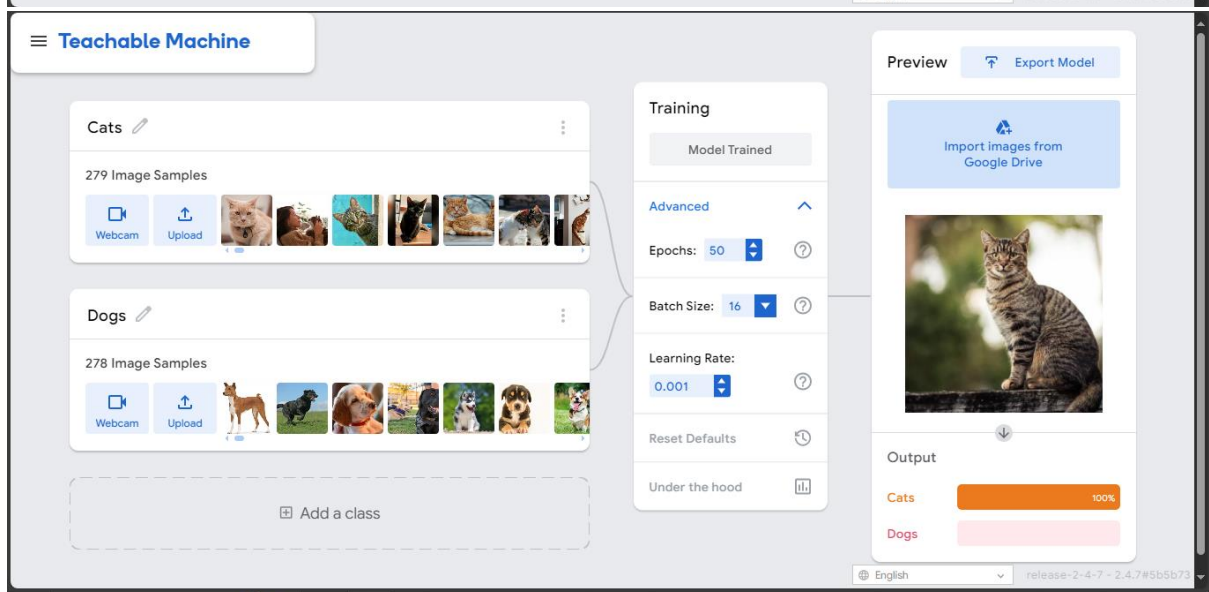 Teachable Machine
Cats
279 Image Samples
Webcam
Upload
Dogs
278 Image Samples
Webcam
Upload
Add a class
Training
Model Trained
Advanced
Epochs: 50
Batch Size: 16
Learning Rate:
0.001
Reset Defaults
Under the hood
Preview
Export Model
Import images from
Google Drive
Output
Cats 100%
Dogs
English
release-2-4-7 - 2.4.7#5b5b73